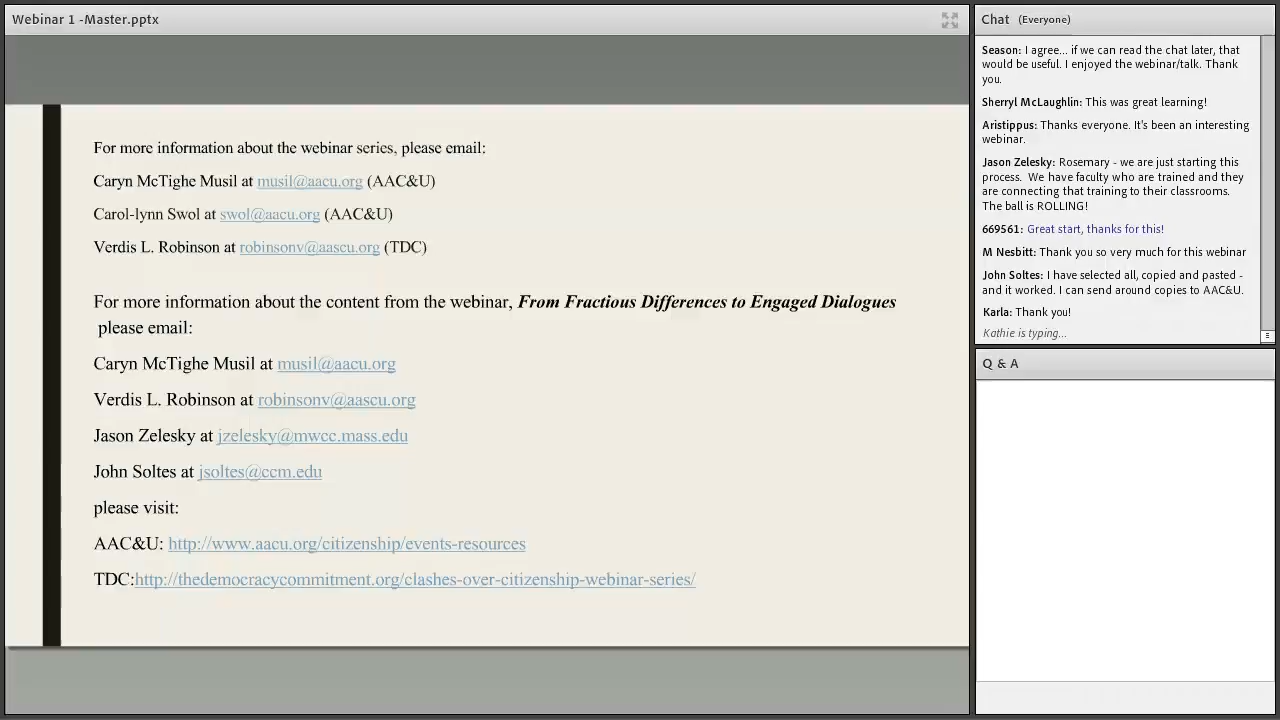 Webinar 1 -Master.pptx
For more information about the webinar series, please email:
Caryn McTighe Musil at musil@aacu.org (AAC&U)
Carol-lynn Swol at swol@aacu.org (AAC&U)
Verdis L. Robinson at robinsonv@aascu.org (TDC)
For more information about the content from the webinar, From Fractious Differences to Engaged Dialogues
please email:
Caryn McTighe Musil at musil@aacu.org
Verdis L. Robinson at robinsonv@aascu.org
Jason Zelesky at jzelesky@mwcc.mass.edu
John Soltes at jsoltes@ccm.edu
please visit:
AAC&U: http://www.aacu.org/citizenship/events-resources
TDC:http://thedemocracycommitment.org/clashes-over-citizenship-webinar-series/
Chat (Everyone)
Season: I agree... if we can read the chat later, that
would be useful. I enjoyed the webinar/talk. Thank
you.
Sherryl McLaughlin: This was great learning!
Aristippus: Thanks everyone. It's been an interesting
webinar.
Jason Zelesky: Rosemary - we are just starting this
process. We have faculty who are trained and they
are connecting that training to their classrooms.
The ball is ROLLING!
669561: Great start, thanks for this!
M Nesbitt: Thank you so very much for this webinar
John Soltes: I have selected all, copied and pasted -
and it worked. I can send around copies to AAC&U.
Karla: Thank you!
Kathie is typing...
Q & A